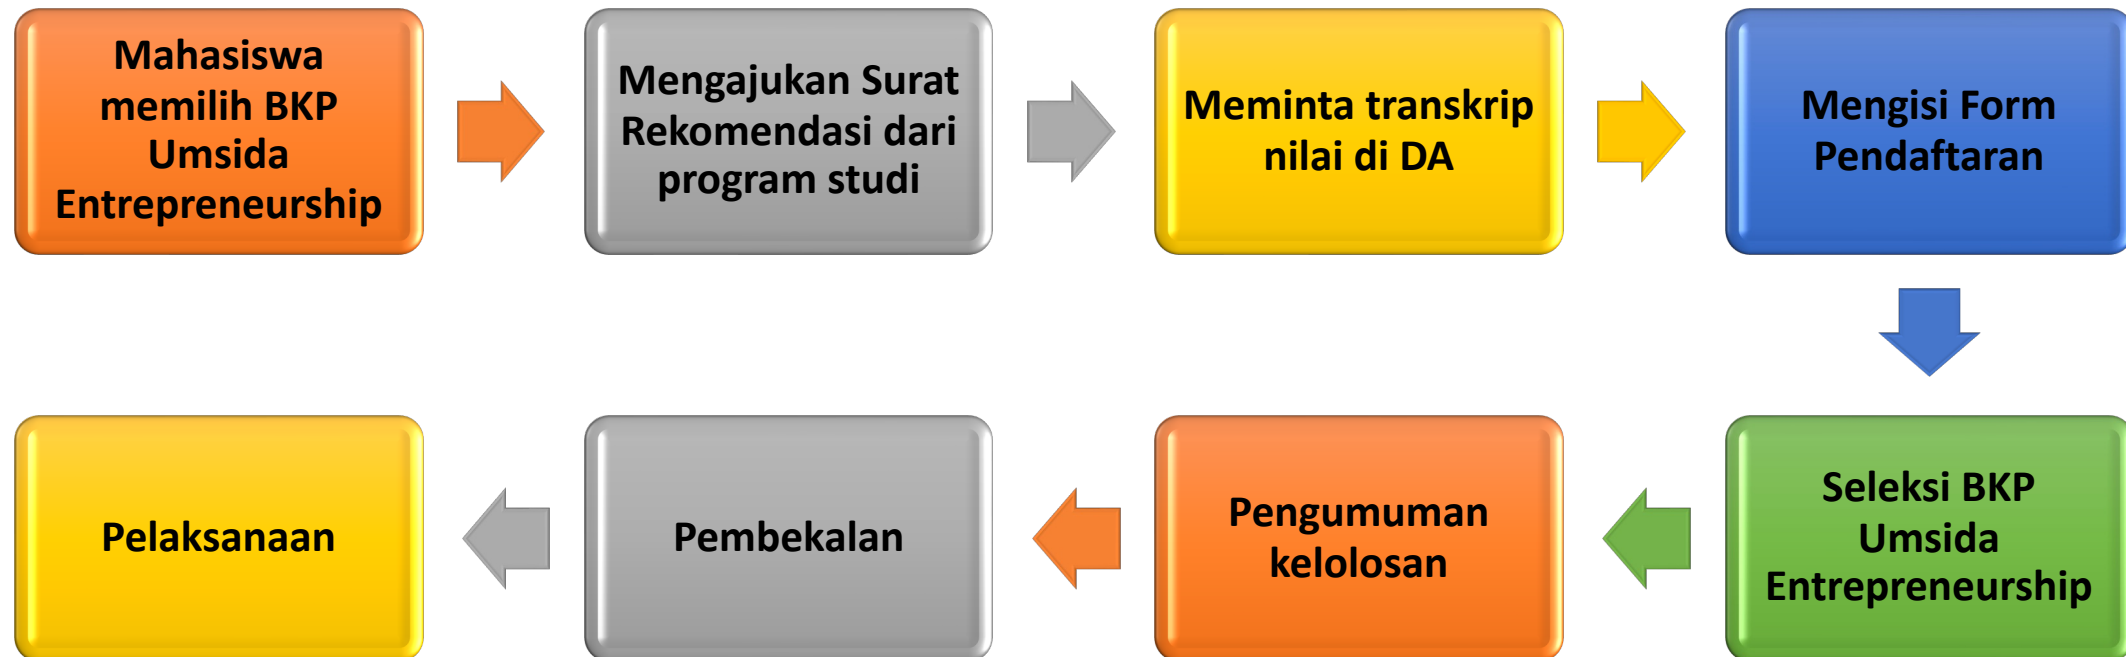 Mahasiswa
memilih BKP
Umsida
Entrepreneurship
Mengajukan Surat
Rekomendasi dari
program studi
Meminta transkrip
nilai di DA
Mengisi Form
Pendaftaran
Seleksi BKP
Umsida
Entrepreneurship
Pengumuman
kelolosan
Pembekalan
Pelaksanaan